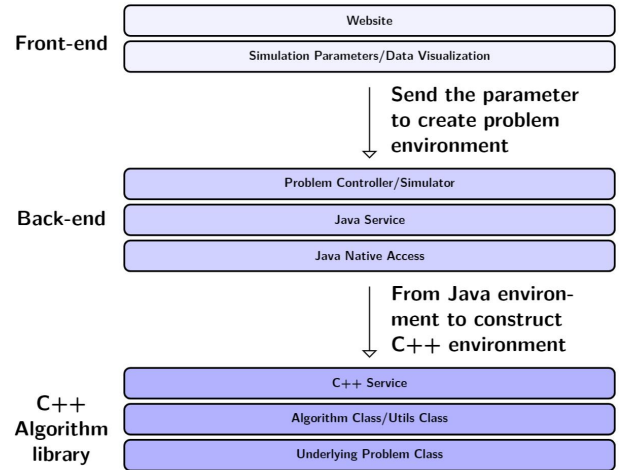 Website
Front-end
Simulation Parameters/Data Visualization
Send the parameter
to create problem
environment
Problem Controller/Simulator
Back-end
Java Service
Java Native Access
From Java environ-
ment to construct
C++ environment
C++ Service
C++
Algorithm
library
Algorithm Class/Utils Class
Underlying Problem Class